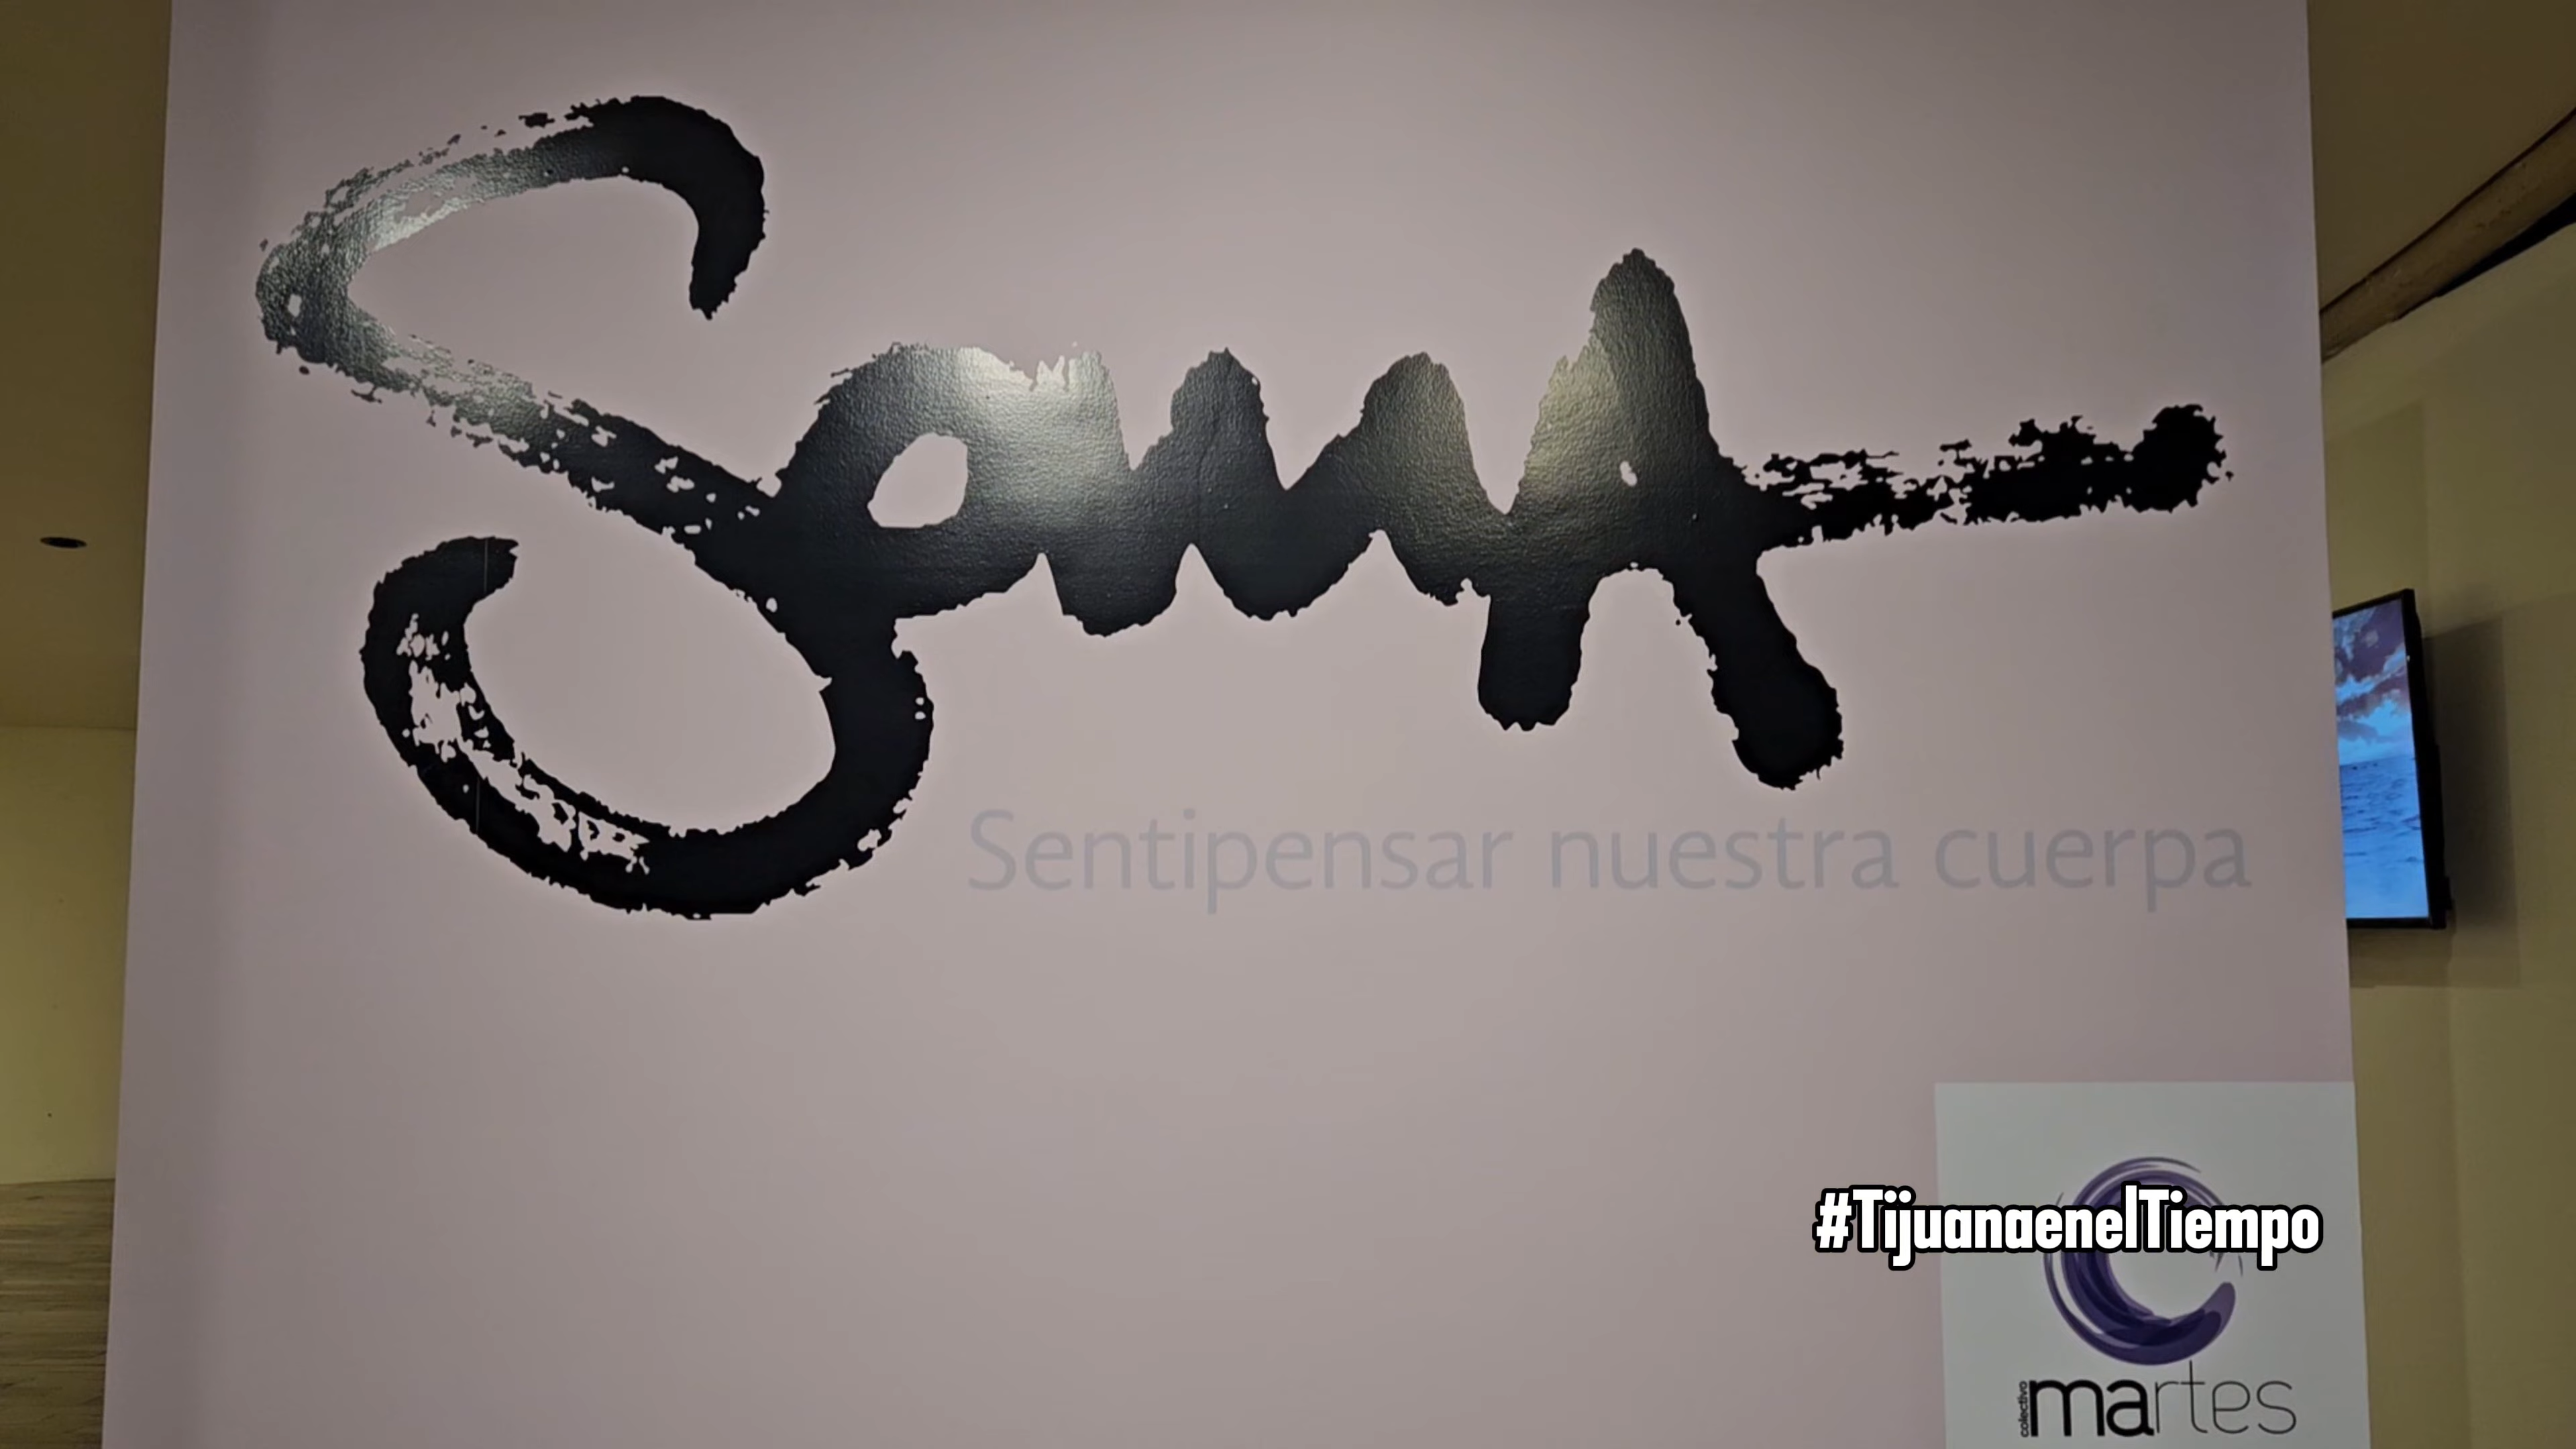 Soma
Sentipensar nuestra cuerpa
#TijuanaenelTiempo
colectivo
martes